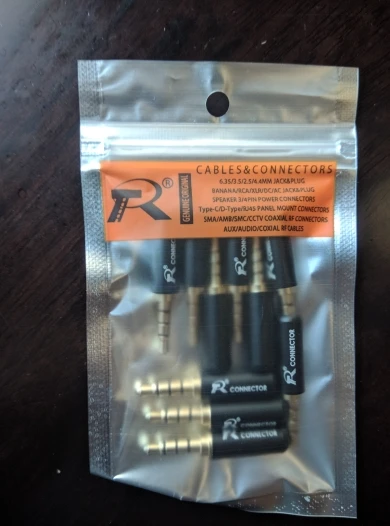 CABLES&CONNECTORS
6.35/3.5/2.5/4.4MM JACK&PLUG
BANANA/RCA/XLR/DC/AC JACK&PLUG
SPEAKER 3/4PIN POWER CONNECTORS
Type-C/D-Type/RJ45 PANEL MOUNT CONNECTORS
SMA/AMB/SMC/CCTV COAXIAL RF CONNECTORS
AUX/AUDIO/COXIAL RF CABLES
R®
GENUINE/ORIGINAL
R CONNECTOR
R CONNECTOR
R CONNECTOR
R CONNECTOR
R CONNECTOR
R CONNECTOR